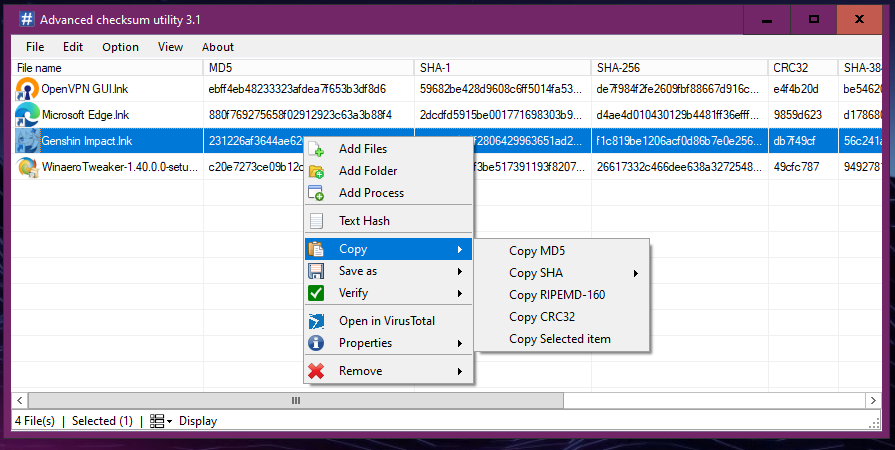 Advanced checksum utility 3.1
File Edit Option View About
File name MD5 SHA-1 SHA-256 CRC32 SHA-38
OpenVPN GUI.lnk ebff4eb48233323afdea7f653b3df8d6 59682be428d9608c6ff5014fa53... de7f984f2fe2609fbf88667d916c... e4f4b20d be5462
Microsoft Edge.lnk 880f769275658f02912923c63a3b88f4 2dcdfd5915be001771698303b9... d4ae4d010430129b4481ff36efff... 9859d623 d17868
Genshin Impact.lnk 231226af3644ae62 f2806429963651ad2... f1c819be1206acf0d86b7e0e256... db7f49cf 56c241a
WinaeroTweaker-1.40.0.0-setu... c20e7273ce09b12c f3be517391193f8207... 26617332c466dee638a3272548... 49cfc787 949278
Add Files
Add Folder
Add Process
Text Hash
Copy
Save as
Verify
Open in VirusTotal
Properties
Remove
Copy MD5
Copy SHA
Copy RIPEMD-160
Copy CRC32
Copy Selected item
4 File(s) | Selected (1) | Display